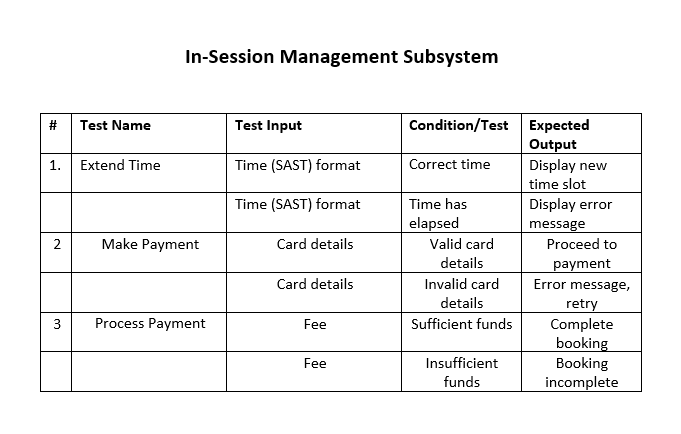 In-Session Management Subsystem
# Test Name Test Input Condition/Test Expected
Output
1. Extend Time Time (SAST) format Correct time Display new
time slot
Time (SAST) format Time has Display error
elapsed message
2 Make Payment Card details Valid card Proceed to
details payment
Card details Invalid card Error message,
details retry
3 Process Payment Fee Sufficient funds Complete
booking
Fee Insufficient Booking
funds incomplete